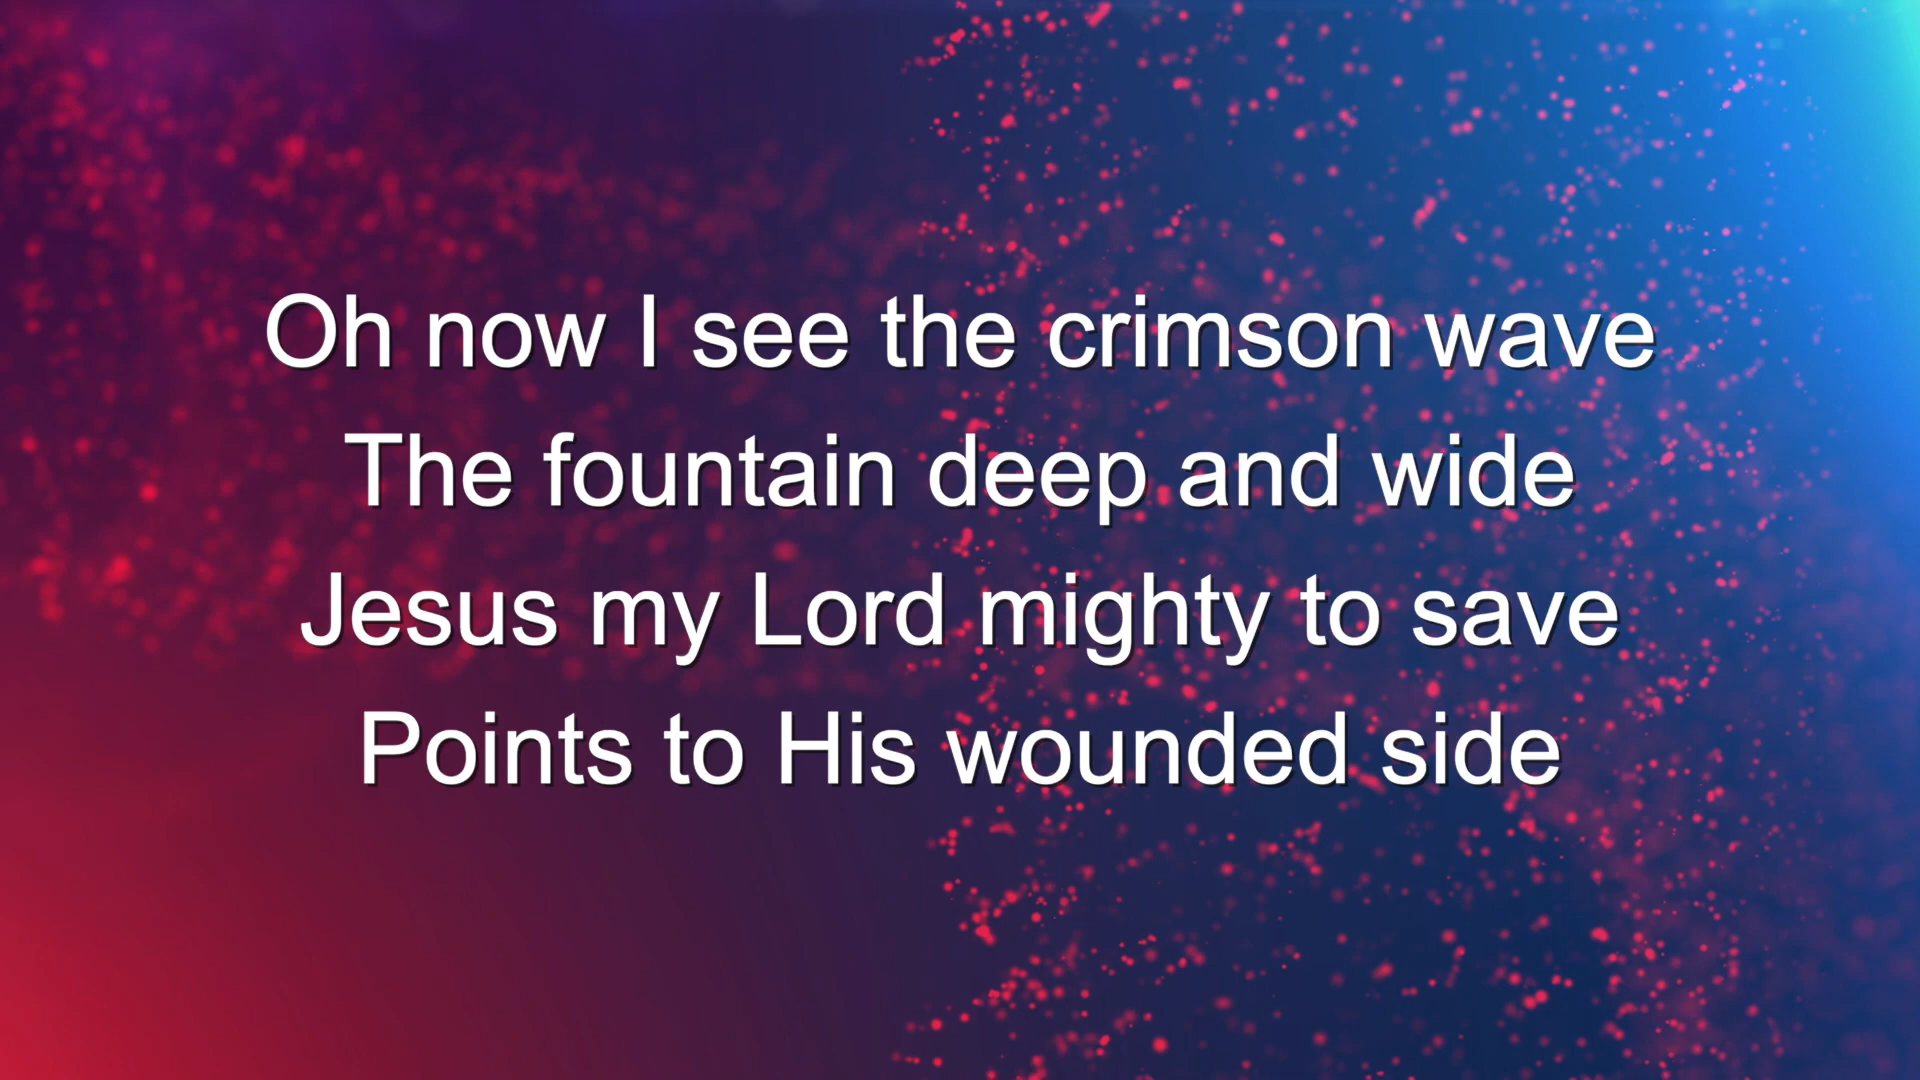 Oh now I see the crimson wave
The fountain deep and wide
Jesus my Lord mighty to save
Points to His wounded side